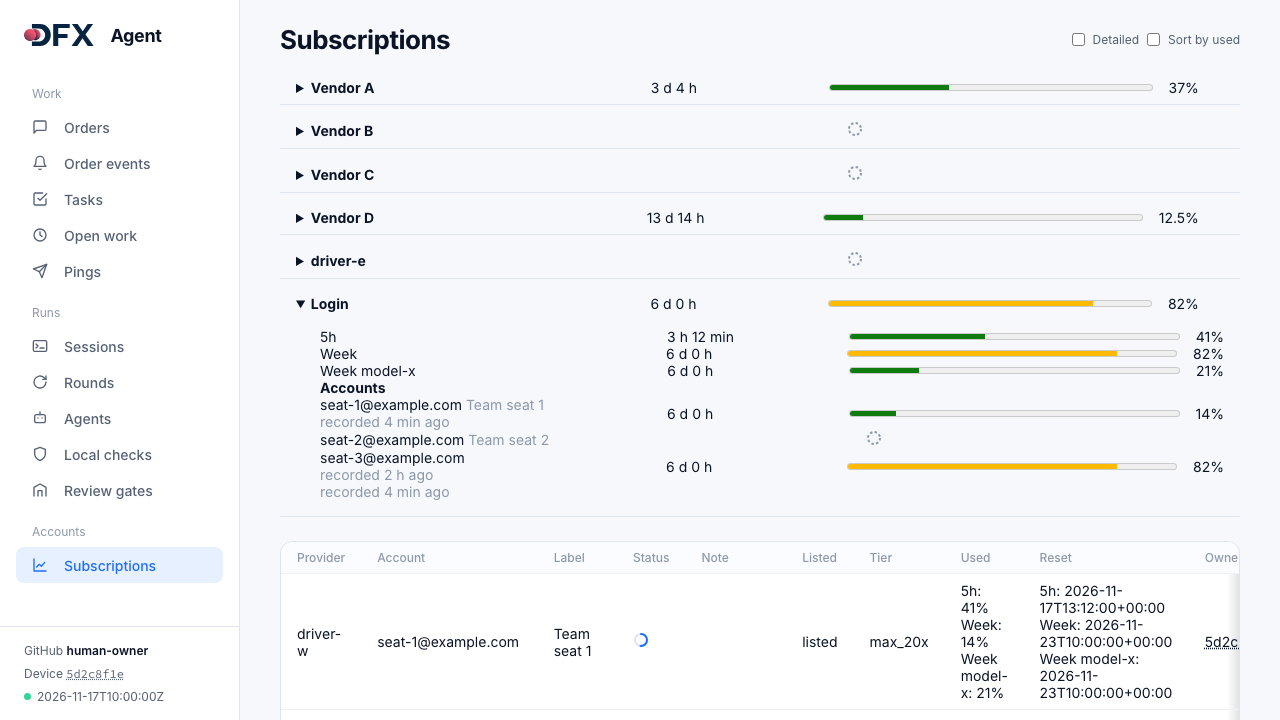 DFX Agent
Work
Orders
Order events
Tasks
Open work
Pings
Runs
Sessions
Rounds
Agents
Local checks
Review gates
Accounts
Subscriptions
GitHub human-owner
Device 5d2c8f1e
2026-11-17T10:00:00Z
Subscriptions
Detailed Sort by used
Vendor A 3 d 4 h 37%
Vendor B
Vendor C
Vendor D 13 d 14 h 12.5%
driver-e
Login 6 d 0 h 82%
5h 3 h 12 min 41%
Week 6 d 0 h 82%
Week model-x 6 d 0 h 21%
Accounts
seat-1@example.com Team seat 1 6 d 0 h 14%
recorded 4 min ago
seat-2@example.com Team seat 2
seat-3@example.com 6 d 0 h 82%
recorded 2 h ago
recorded 4 min ago
Provider Account Label Status Note Listed Tier Used Reset Owne
driver-
w
seat-1@example.com
Team
seat 1
listed
max_20x
5h:
41%
Week:
14%
Week
model-
x: 21%
5h: 2026-11-
17T13:12:00+00:00
Week: 2026-11-
23T10:00:00+00:00
Week model-x:
2026-11-
23T10:00:00+00:00
5d2c